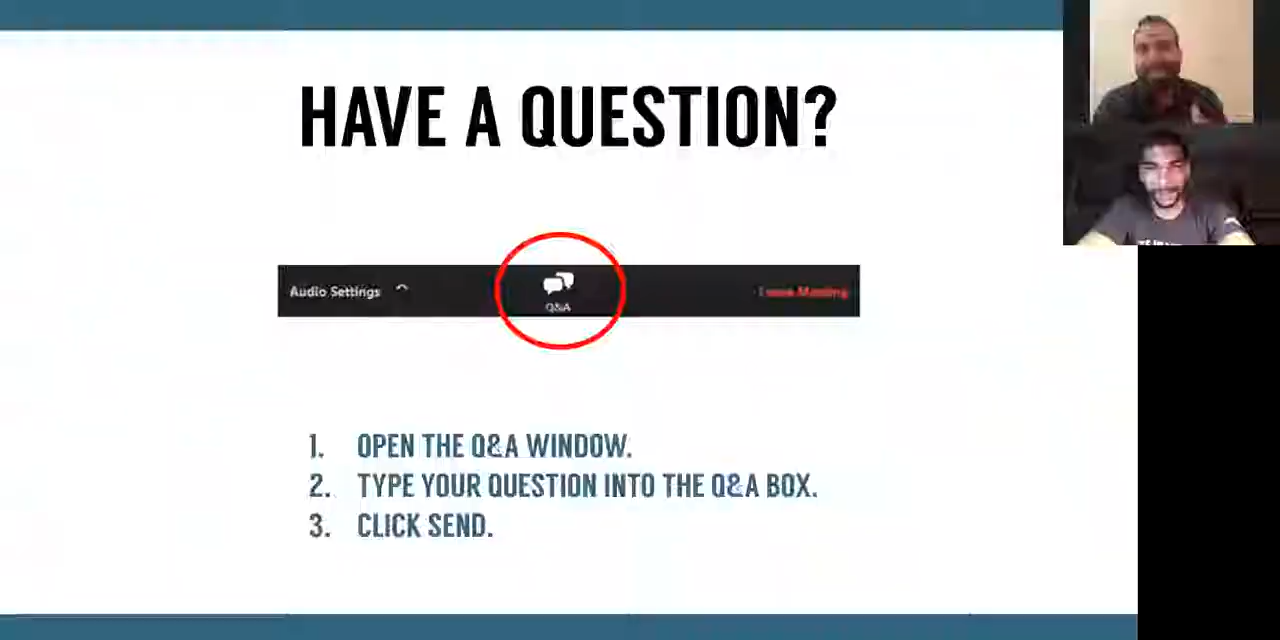 HAVE A QUESTION?
Audio Settings
Q&A
Leave Meeting
1. OPEN THE Q&A WINDOW.
2. TYPE YOUR QUESTION INTO THE Q&A BOX.
3. CLICK SEND.